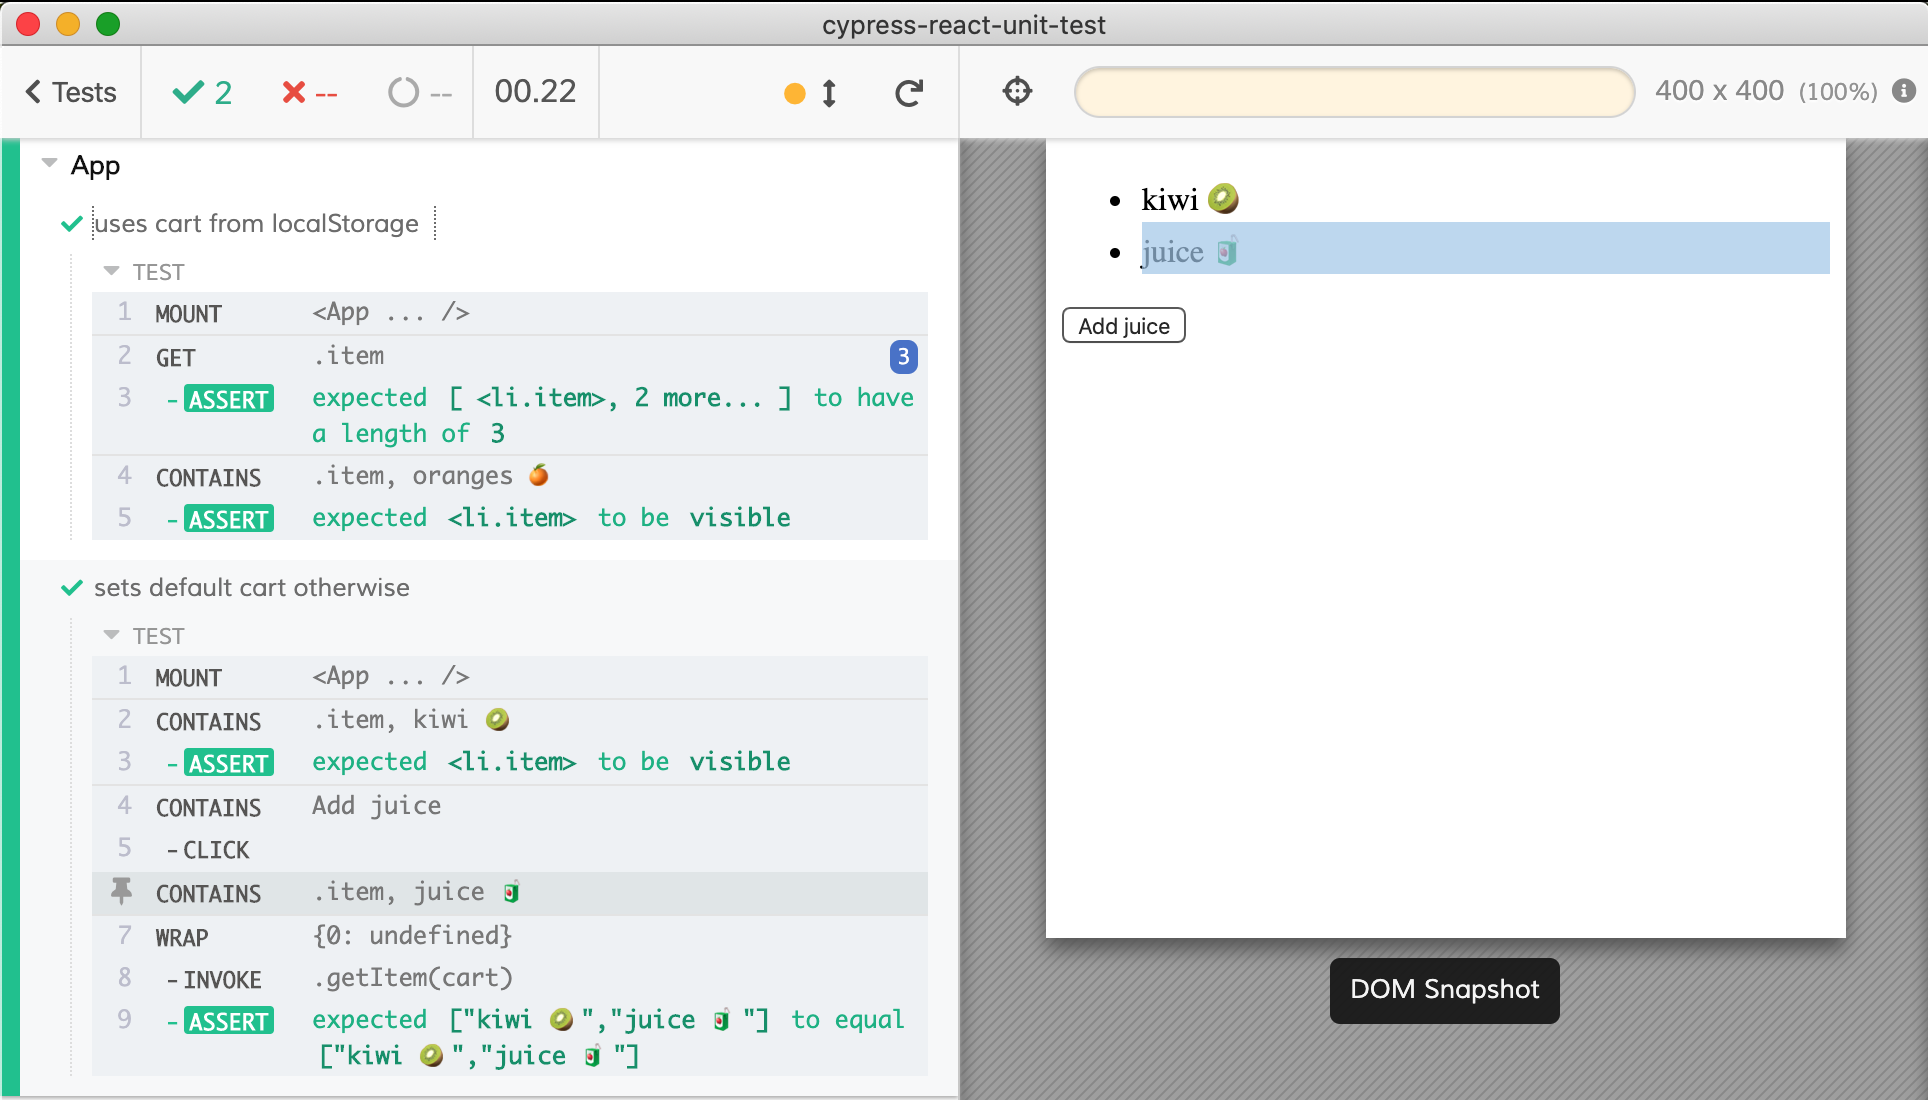 cypress-react-unit-test
Tests
2
--
--
00.22
400 x 400 (100%)
App
uses cart from localStorage
TEST
1 MOUNT <App ... />
2 GET .item 3
3 -ASSERT expected [ <li.item>, 2 more... ] to have
a length of 3
4 CONTAINS .item, oranges 🍊
5 -ASSERT expected <li.item> to be visible
sets default cart otherwise
TEST
1 MOUNT <App ... />
2 CONTAINS .item, kiwi 🥝
3 -ASSERT expected <li.item> to be visible
4 CONTAINS Add juice
5 -CLICK
CONTAINS .item, juice 🧃
7 WRAP {0: undefined}
8 -INVOKE .getItem(cart)
9 -ASSERT expected ["kiwi 🥝","juice 🧃"] to equal
["kiwi 🥝","juice 🧃"]
• kiwi 🥝
• juice 🧃
Add juice
DOM Snapshot